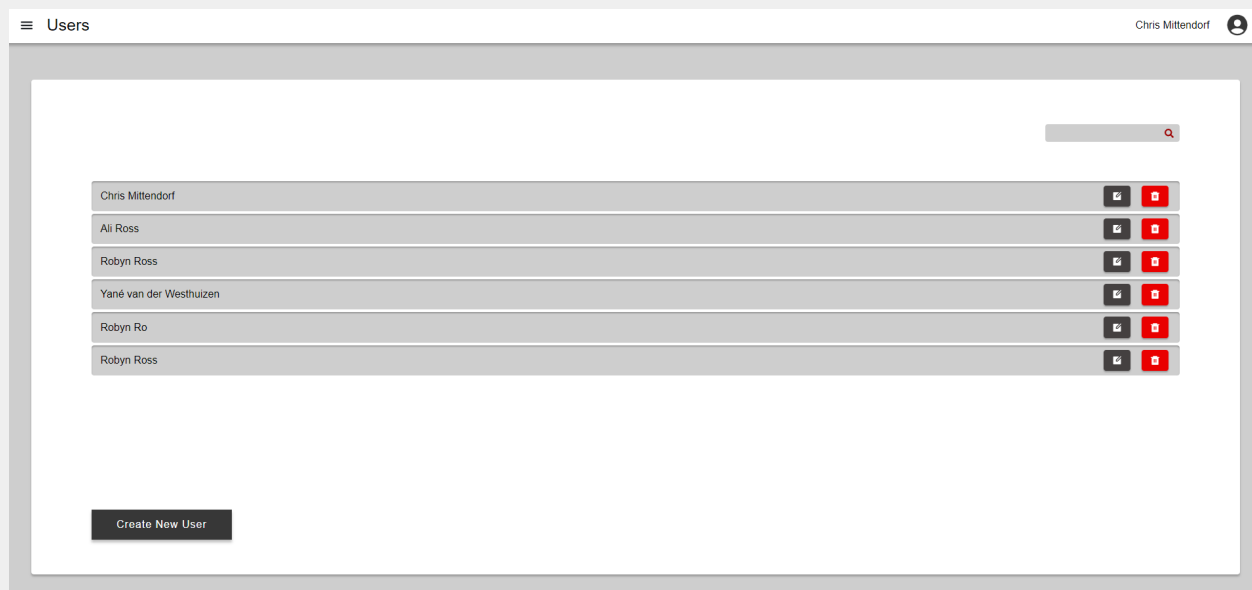 Users
Chris Mittendorf
Chris Mittendorf
Ali Ross
Robyn Ross
Yané van der Westhuizen
Robyn Ro
Robyn Ross
Create New User